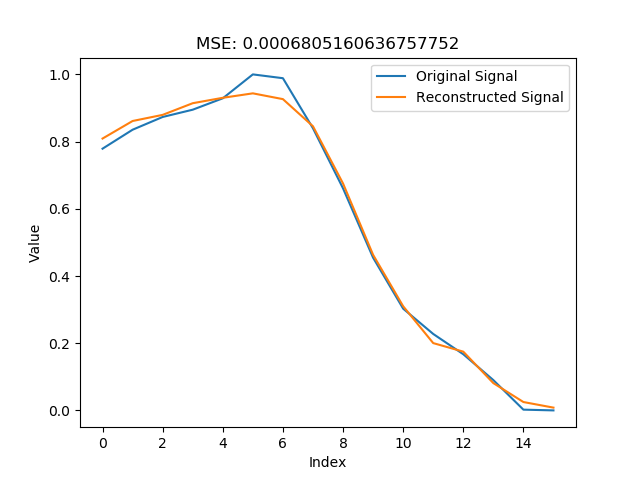 MSE: 0.0006805160636757752
Original Signal
Reconstructed Signal
1.0
0.8
0.6
0.4
0.2
0.0
Value
0 2 4 6 8 10 12 14
Index